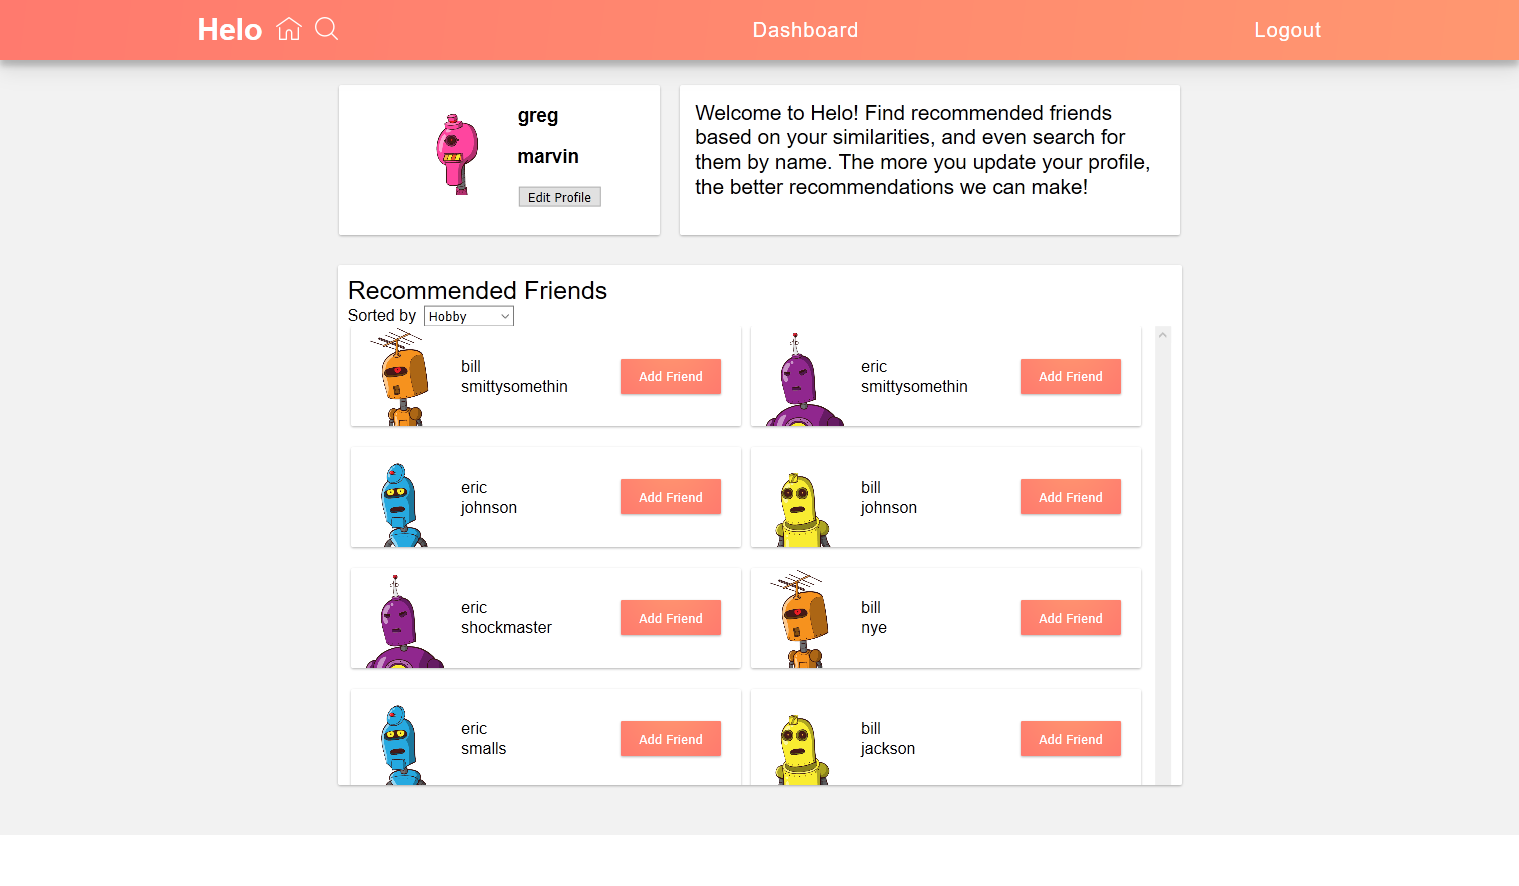 Helo
Dashboard
Logout
greg
marvin
Edit Profile
Welcome to Helo! Find recommended friends
based on your similarities, and even search for
them by name. The more you update your profile,
the better recommendations we can make!
Recommended Friends
Sorted by Hobby
bill
smittysomethin
Add Friend
eric
smittysomethin
Add Friend
eric
johnson
Add Friend
bill
johnson
Add Friend
eric
shockmaster
Add Friend
bill
nye
Add Friend
eric
smalls
Add Friend
bill
jackson
Add Friend